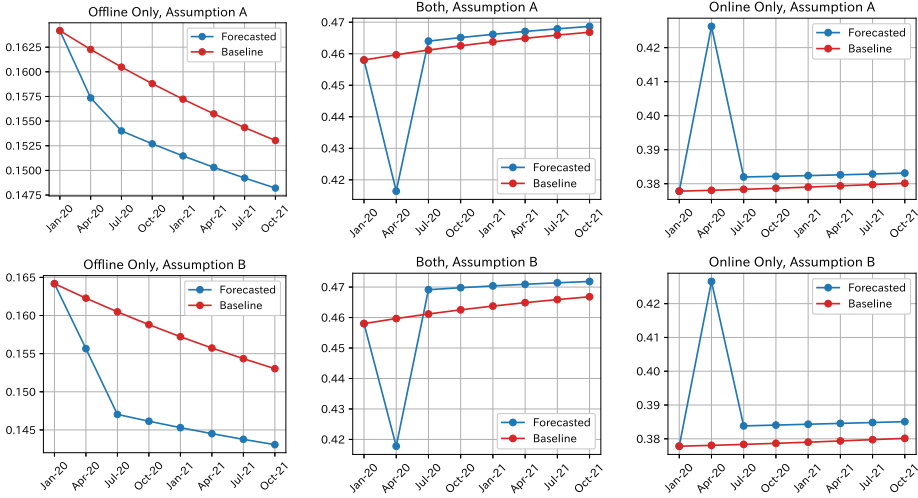 Offline Only, Assumption A
0.1625
0.1600
0.1575
0.1550
0.1525
0.1500
0.1475
Forecasted
Baseline
Jan-20
Apr-20
Jul-20
Oct-20
Jan-21
Apr-21
Jul-21
Oct-21
Both, Assumption A
0.47
0.46
0.45
0.44
0.43
0.42
Forecasted
Baseline
Jan-20
Apr-20
Jul-20
Oct-20
Jan-21
Apr-21
Jul-21
Oct-21
Online Only, Assumption A
0.42
0.41
0.40
0.39
0.38
Forecasted
Baseline
Jan-20
Apr-20
Jul-20
Oct-20
Jan-21
Apr-21
Jul-21
Oct-21
Offline Only, Assumption B
0.165
0.160
0.155
0.150
0.145
Forecasted
Baseline
Jan-20
Apr-20
Jul-20
Oct-20
Jan-21
Apr-21
Jul-21
Oct-21
Both, Assumption B
0.47
0.46
0.45
0.44
0.43
0.42
Forecasted
Baseline
Jan-20
Apr-20
Jul-20
Oct-20
Jan-21
Apr-21
Jul-21
Oct-21
Online Only, Assumption B
0.42
0.41
0.40
0.39
0.38
Forecasted
Baseline
Jan-20
Apr-20
Jul-20
Oct-20
Jan-21
Apr-21
Jul-21
Oct-21